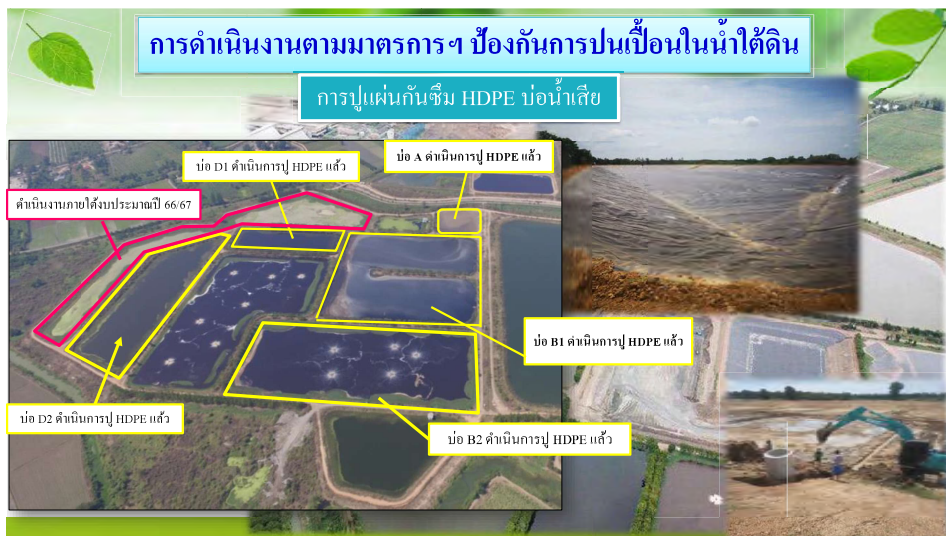 การดำเนินงานตามมาตรการฯ ป้องกันการปนเปื้อนในน้ำใต้ดิน
การปูแผ่นกันซึม HDPE บ่อน้ำเสีย
บ่อ D1 ดำเนินการปู HDPE แล้ว
บ่อ A ดำเนินการปู HDPE แล้ว
ดำเนินงานภายใต้งบประมาณปี 66/67
บ่อ B1 ดำเนินการปู HDPE แล้ว
บ่อ D2 ดำเนินการปู HDPE แล้ว
บ่อ B2 ดำเนินการปู HDPE แล้ว